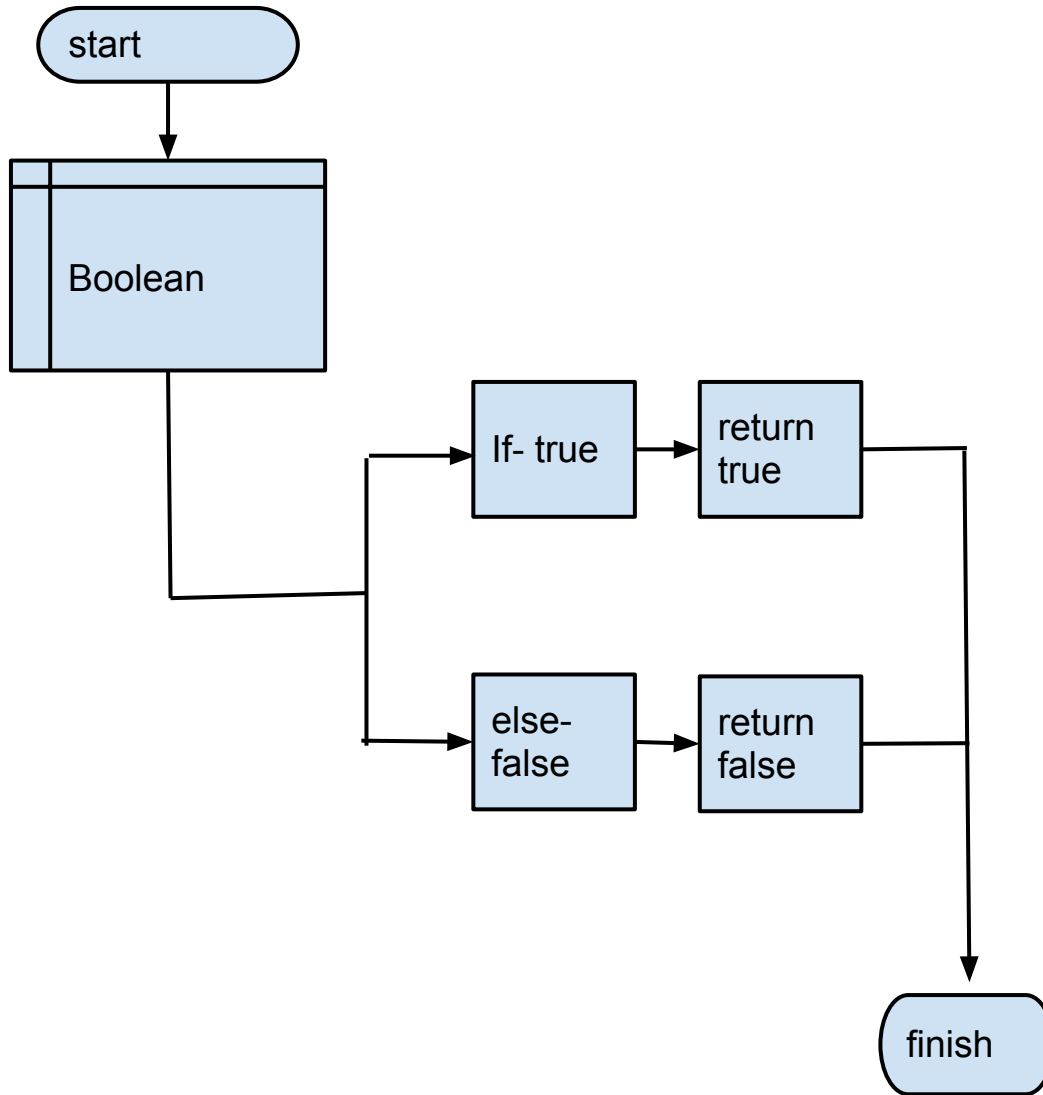 start
Boolean
If- true
return
true
else-
false
return
false
finish